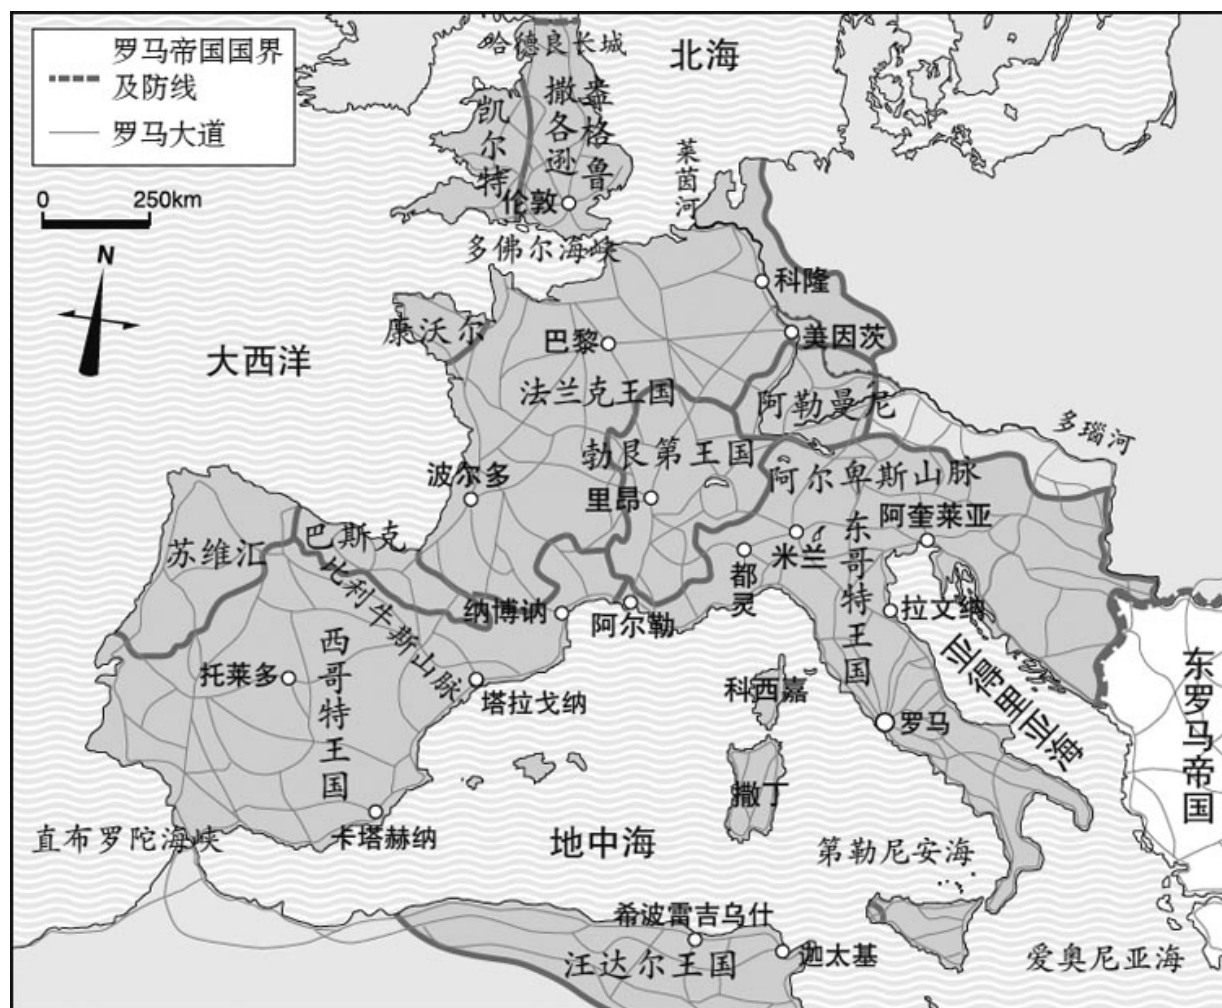 罗马帝国国界
及防线
罗马大道
0 250km
N
哈德良长城
北海
凯尔特
撒各逊
盎格鲁
伦敦
莱茵河
多佛尔海峡
科隆
康沃尔
巴黎
美因茨
大西洋
法兰克王国
阿勒曼尼
多瑙河
勃艮第王国
阿尔卑斯山脉
波尔多
里昂
阿奎莱亚
苏维汇
巴斯克
米兰
东哥特王国
都灵
比利牛斯山脉
纳博讷
阿尔勒
拉文纳
西哥特王国
托莱多
塔拉戈纳
科西嘉
亚得里亚海
东罗马帝国
罗马
撒丁
直布罗陀海峡
卡塔赫纳
地中海
第勒尼安海
希波雷吉乌什
汪达尔王国
迦太基
爱奥尼亚海